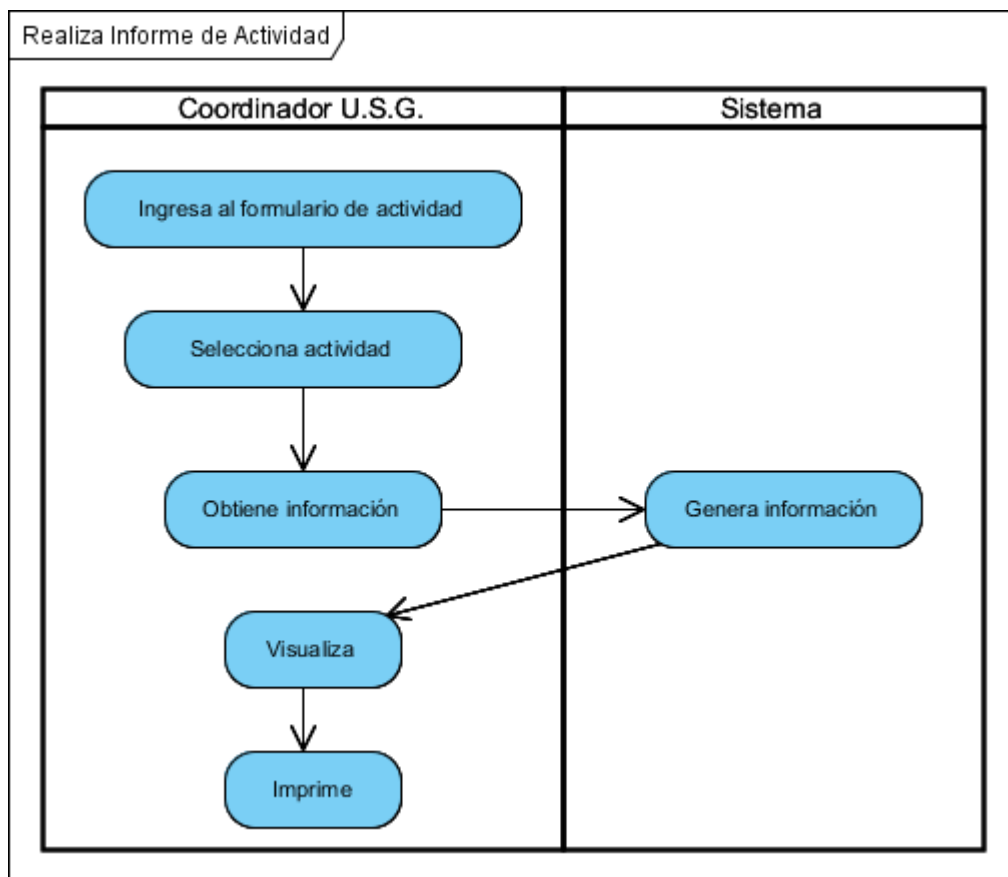 Realiza Informe de Actividad
Coordinador U.S.G.
Sistema
Ingresa al formulario de actividad
Selecciona actividad
Obtiene información
Genera información
Visualiza
Imprime